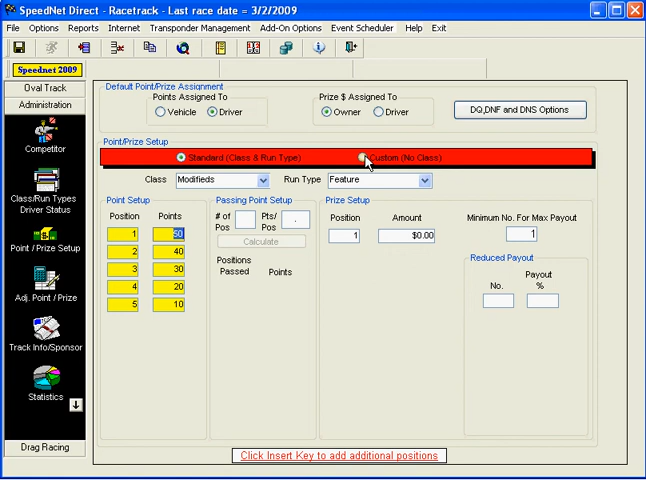 SpeedNet Direct - Racetrack - Last race date = 3/2/2009
File Options Reports Internet Transponder Management Add-On Options Event Scheduler Help Exit
Speednet 2009
Oval Track
Administration
Competitor
Class/Run Types
Driver Status
Point / Prize Setup
Adj. Point / Prize
Track Info/Sponsor
Statistics
Drag Racing
Default Point/Prize Assignment
Points Assigned To
Vehicle Driver
Prize $ Assigned To
Owner Driver
DQ,DNF and DNS Options
Point/Prize Setup
Standard (Class & Run Type) Custom (No Class)
Class Modifieds Run Type Feature
Point Setup
Position Points
1 50
2 40
3 30
4 20
5 10
Passing Point Setup
# of Pos
Pts/ Pos .
Calculate
Positions Passed
Points
Prize Setup
Position Amount
1 $0.00
Minimum No. For Max Payout
1
Reduced Payout
No.
Payout %
Click Insert Key to add additional positions